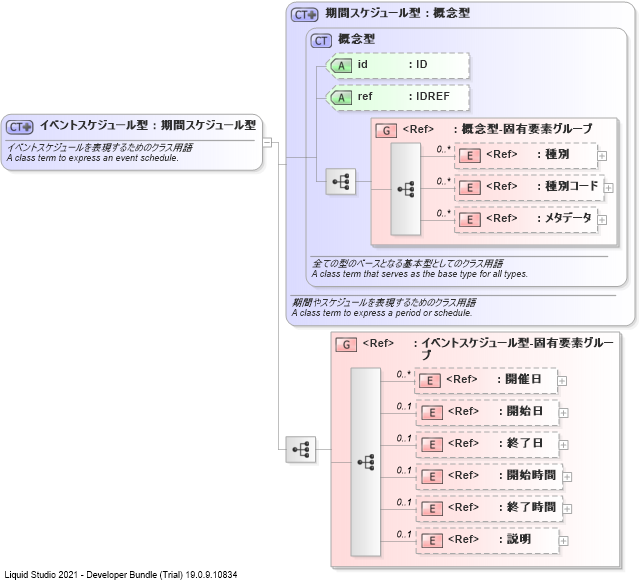 CT 期間スケジュール型 : 概念型
CT 概念型
A id : ID
A ref : IDREF
CT イベントスケジュール型 : 期間スケジュール型
イベントスケジュールを表現するためのクラス用語
A class term to express an event schedule.
G <Ref> : 概念型-固有要素グループ
0..* E <Ref> : 種別
0..* E <Ref> : 種別コード
0..* E <Ref> : メタデータ
全ての型のベースとなる基本型としてのクラス用語
A class term that serves as the base type for all types.
期間やスケジュールを表現するためのクラス用語
A class term to express a period or schedule.
G <Ref> : イベントスケジュール型-固有要素グルー
プ
0..* E <Ref> : 開催日
0..1 E <Ref> : 開始日
0..1 E <Ref> : 終了日
0..1 E <Ref> : 開始時間
0..1 E <Ref> : 終了時間
0..1 E <Ref> : 説明
Liquid Studio 2021 - Developer Bundle (Trial) 19.0.9.10834